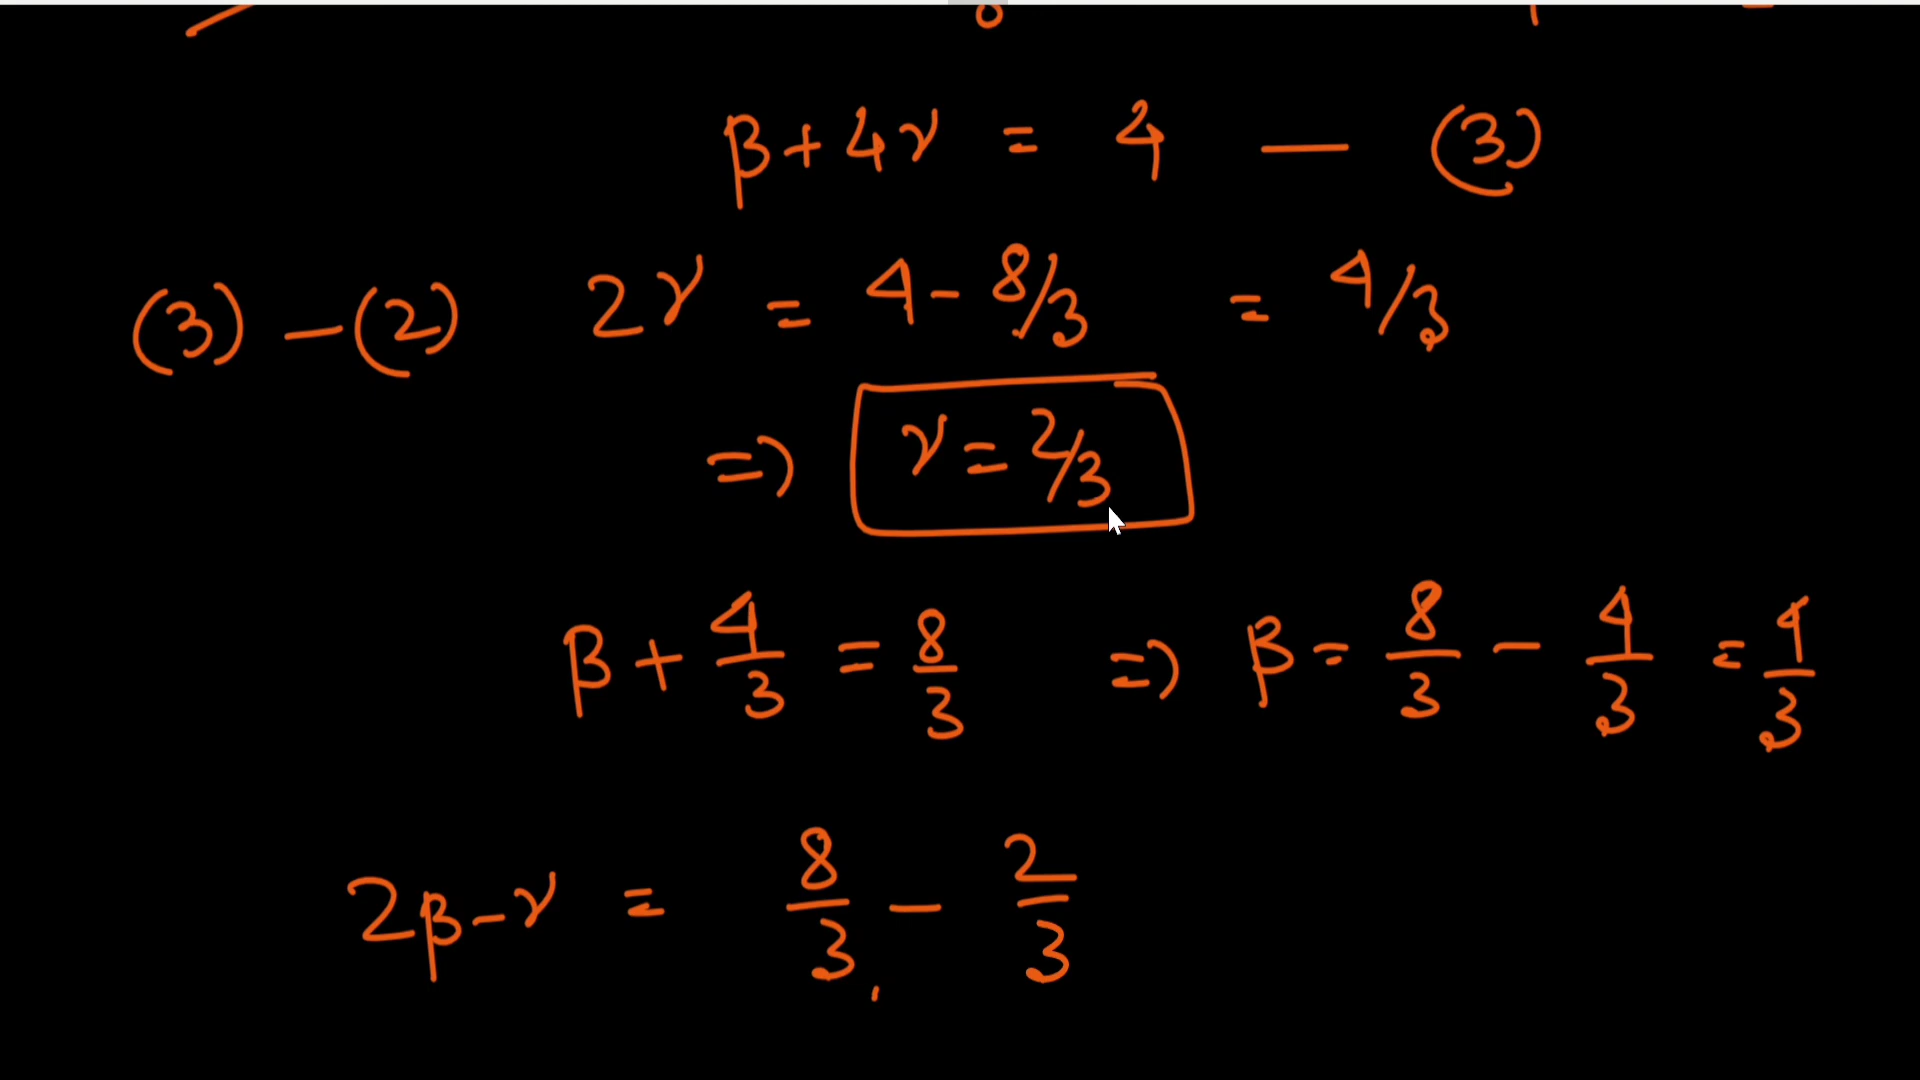 β + 4γ = 4 — (3)
(3) - (2) 2γ = 4 - 8/3 = 4/3
=> γ = 2/3
β + 4/3 = 8/3 => β = 8/3 - 4/3 = 4/3
2β - γ = 8/3 - 2/3